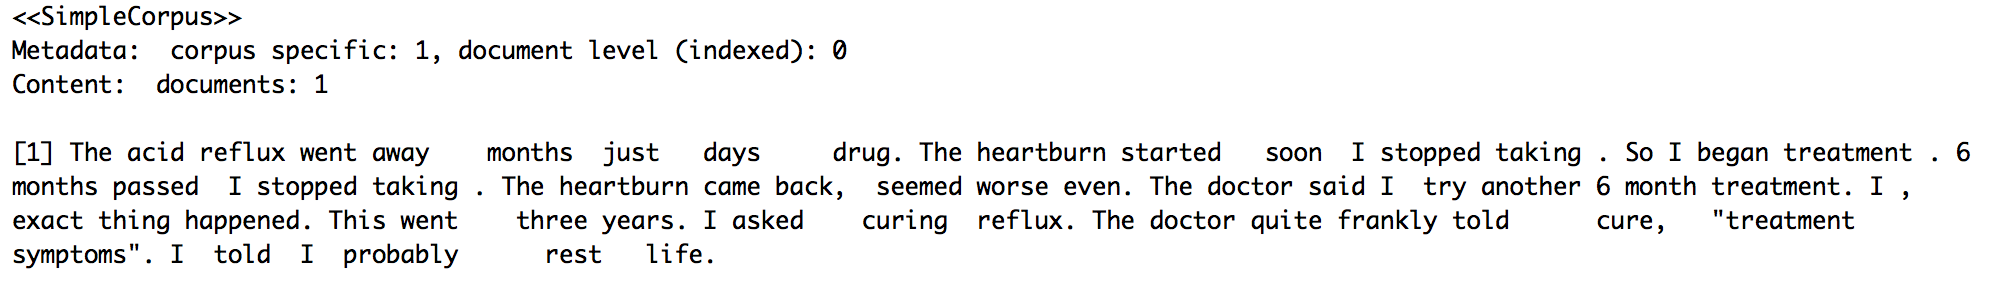 <<SimpleCorpus>>
Metadata:  corpus specific: 1, document level (indexed): 0
Content:  documents: 1

[1] The acid reflux went away    months  just   days     drug. The heartburn started   soon  I stopped taking . So I began treatment . 6
months passed  I stopped taking . The heartburn came back,  seemed worse even. The doctor said I  try another 6 month treatment. I ,
exact thing happened. This went    three years. I asked    curing  reflux. The doctor quite frankly told      cure,   "treatment
symptoms". I  told  I  probably      rest   life.